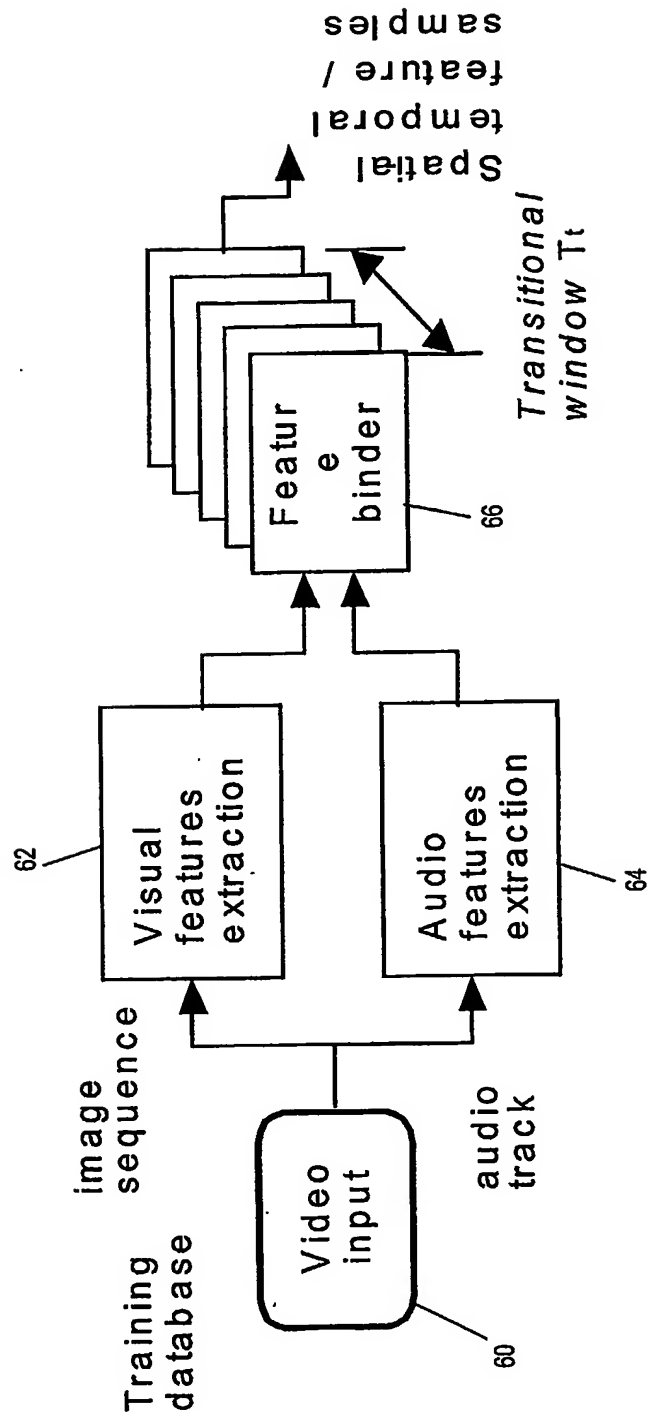 Training
database
image
sequence
Video
input
60
audio
track
62
Visual
features
extraction
Audio
features
extraction
64
Featur
e
binder
66
Transitional
window Tt
Spatial
temporal
feature /
samples